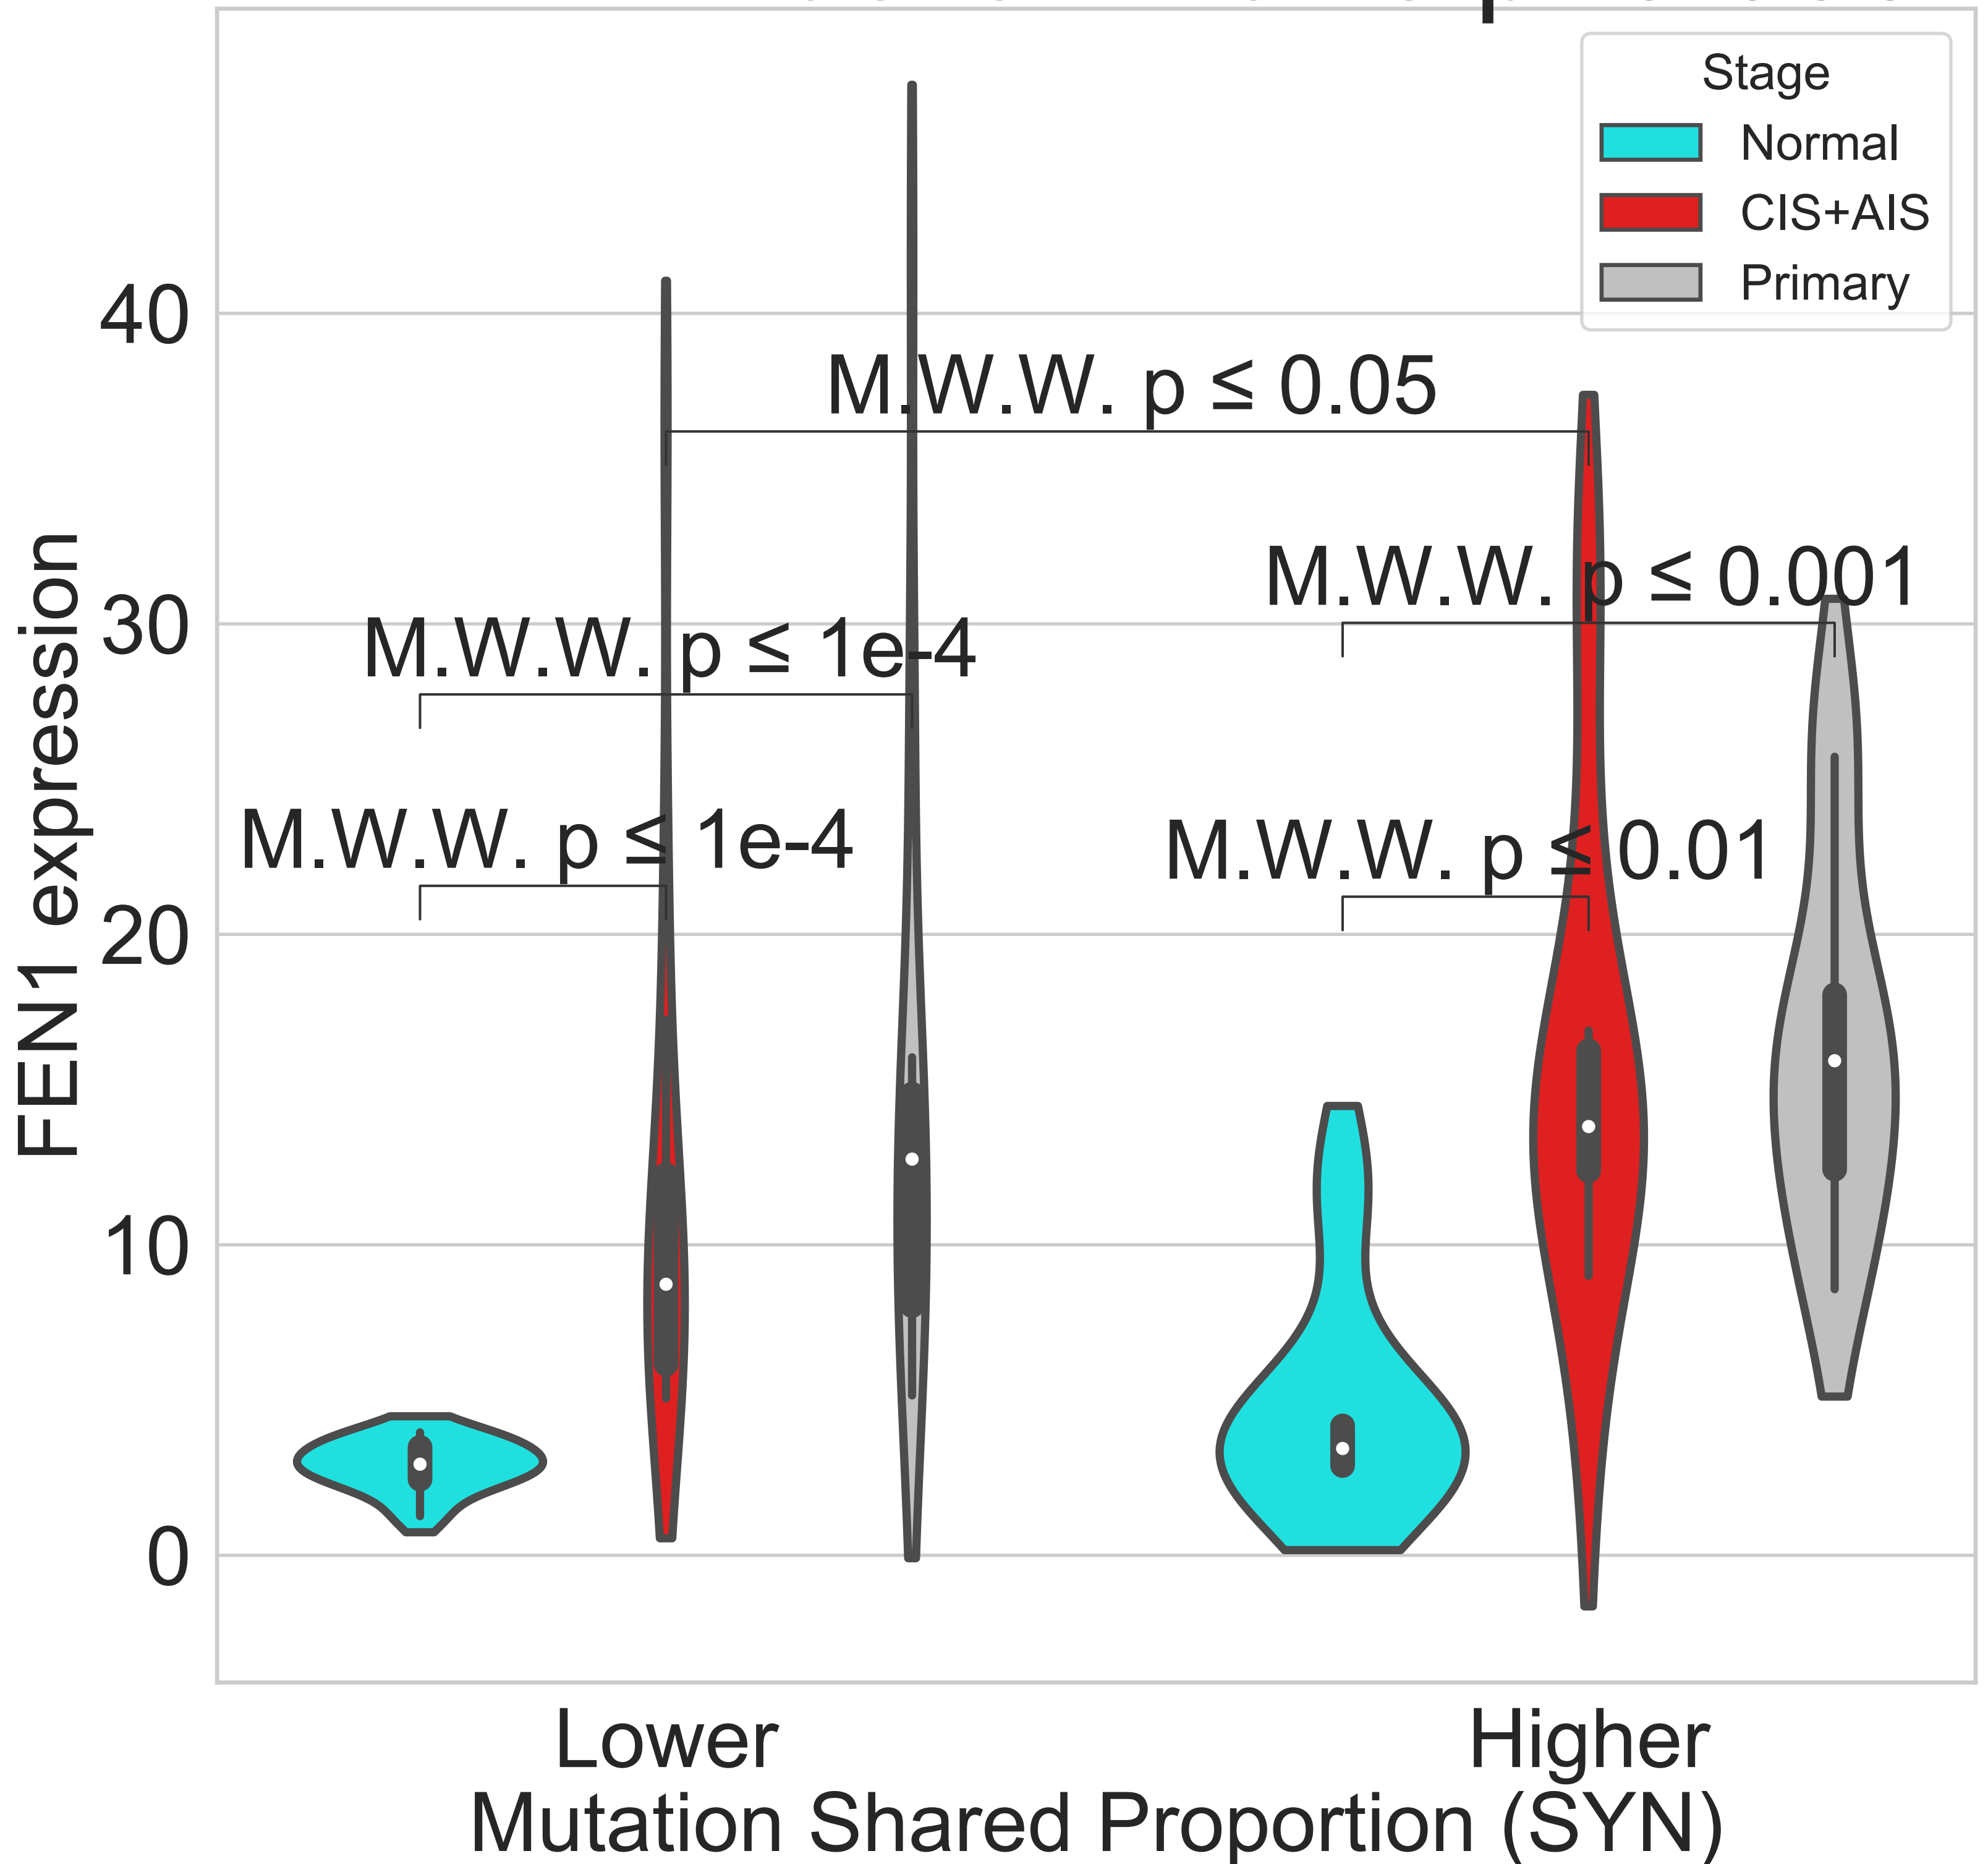 Stage
Normal
CIS+AIS
Primary
40
30
20
10
0
FEN1 expression
M.W.W. p ≤ 0.05
M.W.W. p ≤ 0.001
M.W.W. p ≤ 1e-4
M.W.W. p ≤ 1e-4
M.W.W. p ≤ 0.01
Lower
Higher
Mutation Shared Proportion (SYN)